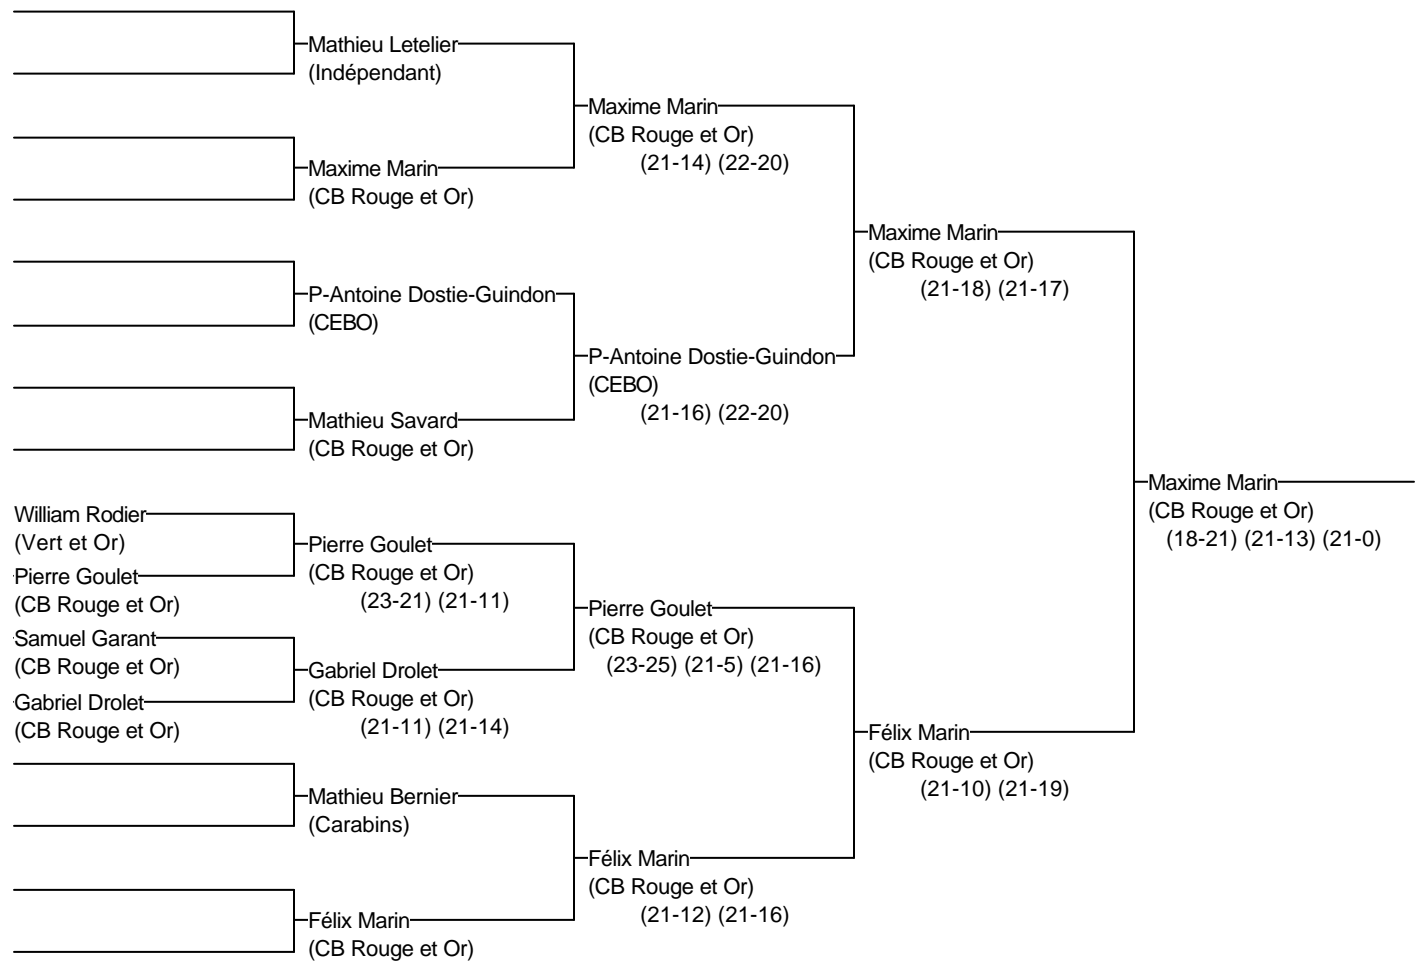 Mathieu Letelier
(Indépendant)
Maxime Marin
(CB Rouge et Or)
(21-14) (22-20)
Maxime Marin
(CB Rouge et Or)
Maxime Marin
(CB Rouge et Or)
(21-18) (21-17)
P-Antoine Dostie-Guindon
(CEBO)
P-Antoine Dostie-Guindon
(CEBO)
(21-16) (22-20)
Mathieu Savard
(CB Rouge et Or)
Maxime Marin
(CB Rouge et Or)
(18-21) (21-13) (21-0)
William Rodier
(Vert et Or)
Pierre Goulet
(CB Rouge et Or)
(23-21) (21-11)
Pierre Goulet
(CB Rouge et Or)
Pierre Goulet
(CB Rouge et Or)
(23-25) (21-5) (21-16)
Samuel Garant
(CB Rouge et Or)
Gabriel Drolet
(CB Rouge et Or)
(21-11) (21-14)
Gabriel Drolet
(CB Rouge et Or)
Félix Marin
(CB Rouge et Or)
(21-10) (21-19)
Mathieu Bernier
(Carabins)
Félix Marin
(CB Rouge et Or)
(21-12) (21-16)
Félix Marin
(CB Rouge et Or)